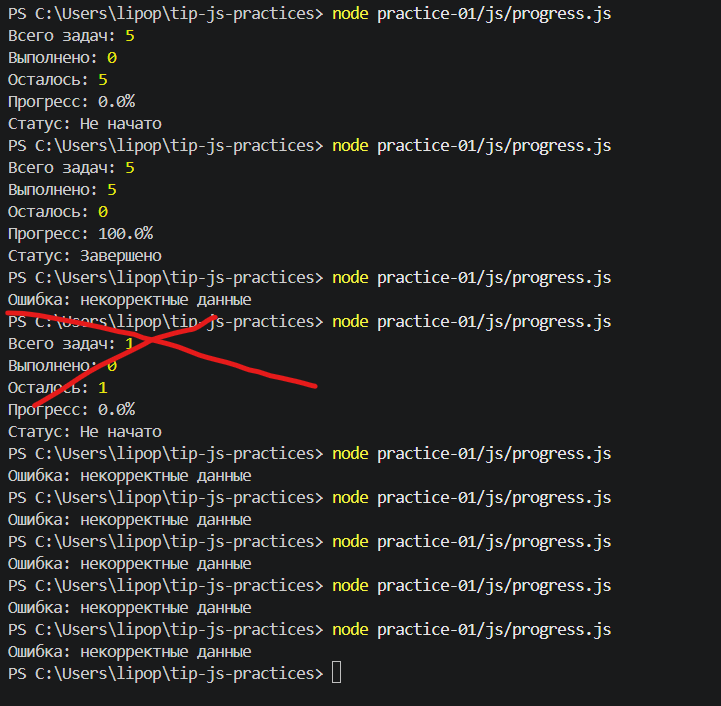 PS C:\Users\lipop\tip-js-practices> node practice-01/js/progress.js
Всего задач: 5
Выполнено: 0
Осталось: 5
Прогресс: 0.0%
Статус: Не начато
PS C:\Users\lipop\tip-js-practices> node practice-01/js/progress.js
Всего задач: 5
Выполнено: 5
Осталось: 0
Прогресс: 100.0%
Статус: Завершено
PS C:\Users\lipop\tip-js-practices> node practice-01/js/progress.js
Ошибка: некорректные данные
PS C:\Users\lipop\tip-js-practices> node practice-01/js/progress.js
Всего задач: 1
Выполнено: 0
Осталось: 1
Прогресс: 0.0%
Статус: Не начато
PS C:\Users\lipop\tip-js-practices> node practice-01/js/progress.js
Ошибка: некорректные данные
PS C:\Users\lipop\tip-js-practices> node practice-01/js/progress.js
Ошибка: некорректные данные
PS C:\Users\lipop\tip-js-practices> node practice-01/js/progress.js
Ошибка: некорректные данные
PS C:\Users\lipop\tip-js-practices> node practice-01/js/progress.js
Ошибка: некорректные данные
PS C:\Users\lipop\tip-js-practices> node practice-01/js/progress.js
Ошибка: некорректные данные
PS C:\Users\lipop\tip-js-practices>